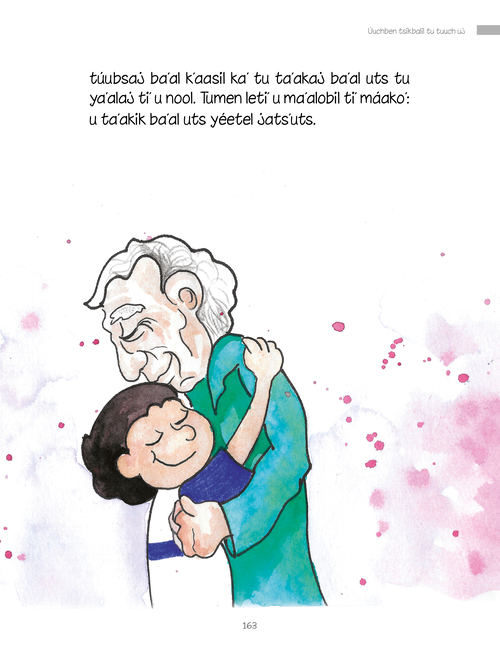 Úuchben tsikbalil tu tuuch uj
túubsaj ba'al k'aasil ka' tu ta'akaj ba'al uts tu
ya'alaj ti' u nool. Tumen leti' u ma'alobil ti' máako':
u ta'akik ba'al uts yéetel jats'uts.
163